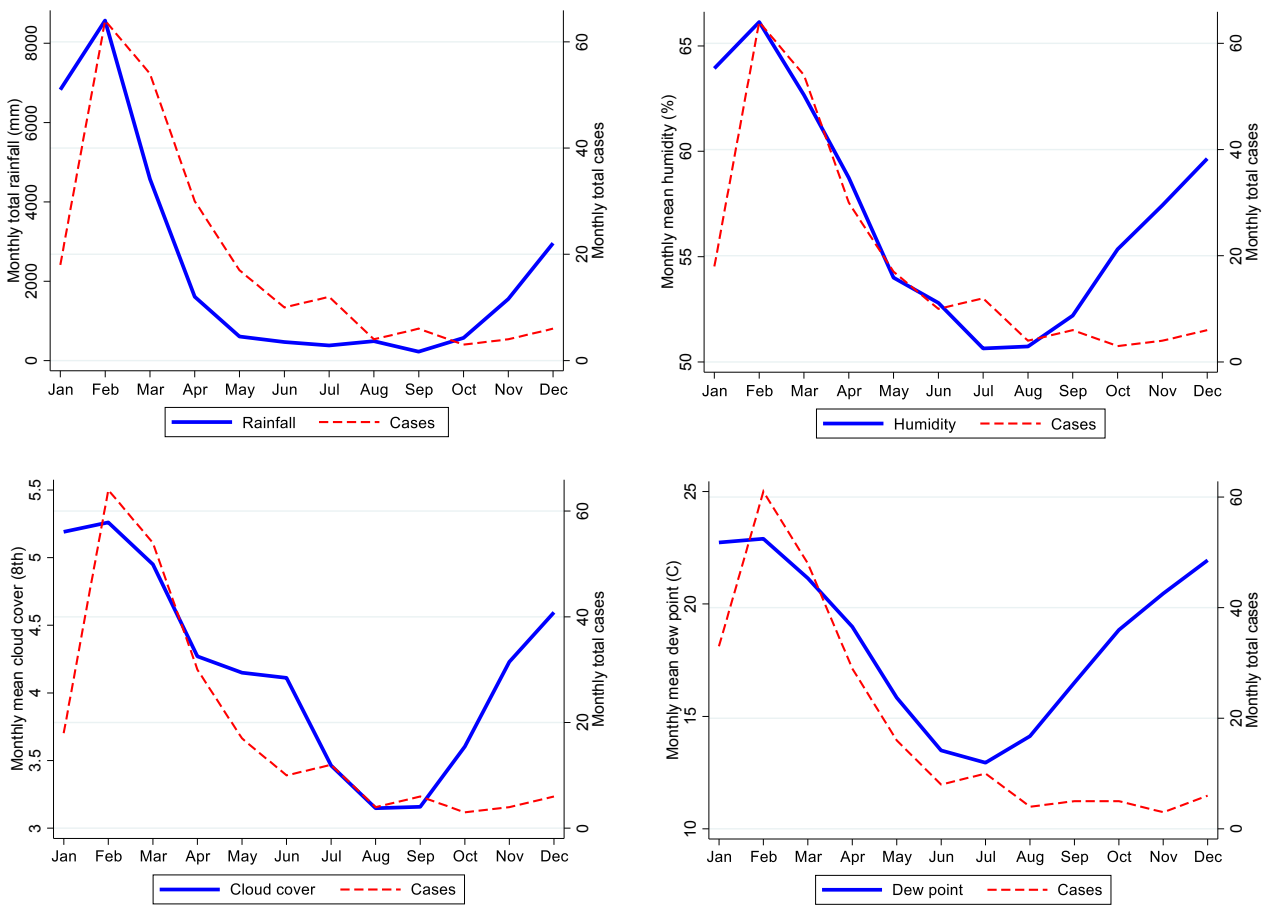 Monthly total rainfall (mm)
8000
6000
4000
2000
0
60
40
20
0
Monthly total cases
Jan Feb Mar Apr May Jun Jul Aug Sep Oct Nov Dec
Rainfall Cases
Monthly mean humidity (%)
65
60
55
50
60
40
20
0
Monthly total cases
Jan Feb Mar Apr May Jun Jul Aug Sep Oct Nov Dec
Humidity Cases
Monthly mean cloud cover (8th)
5.5
5
4.5
4
3.5
3
60
40
20
0
Monthly total cases
Jan Feb Mar Apr May Jun Jul Aug Sep Oct Nov Dec
Cloud cover Cases
Monthly mean dew point (C)
25
20
15
10
60
40
20
0
Monthly total cases
Jan Feb Mar Apr May Jun Jul Aug Sep Oct Nov Dec
Dew point Cases